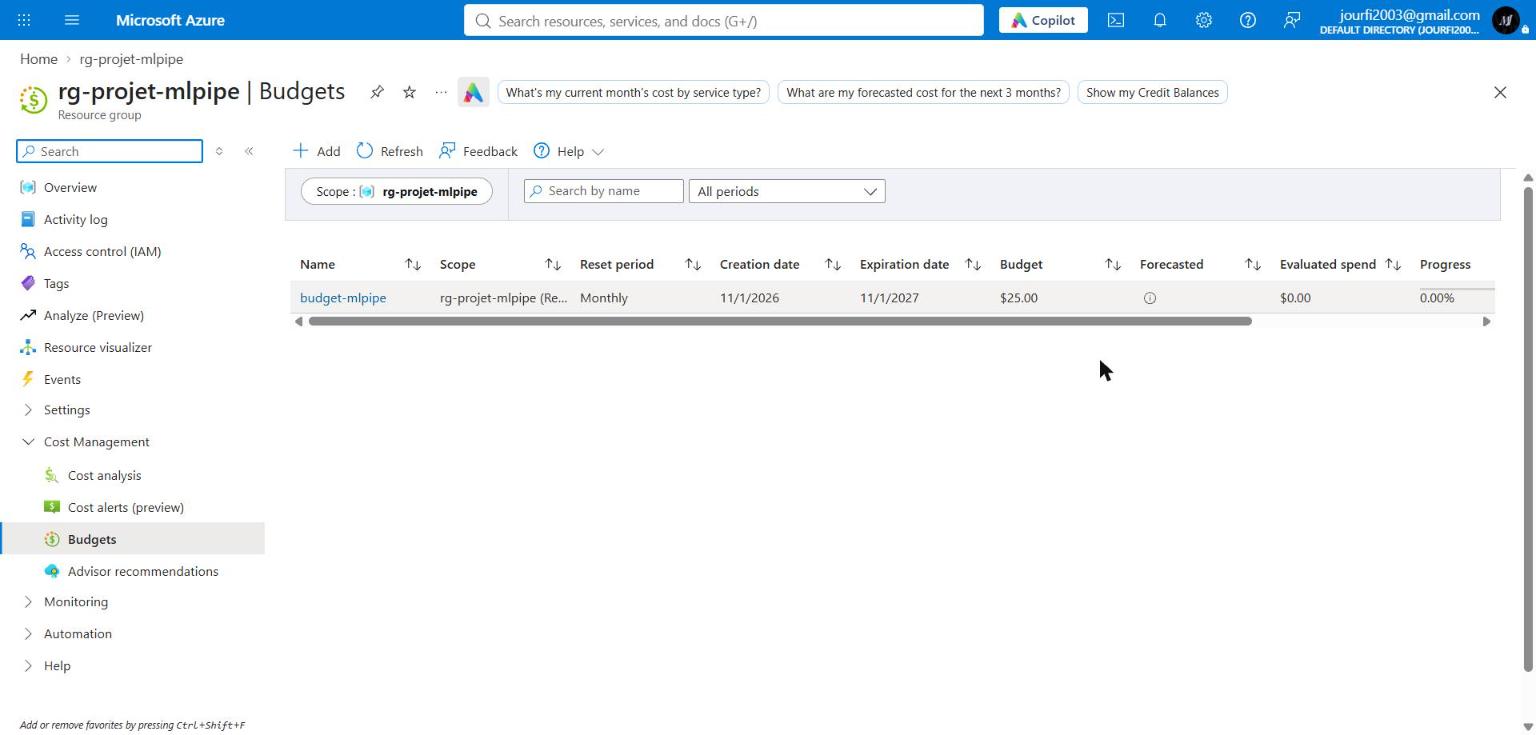 Microsoft Azure
Search resources, services, and docs (G+/)
Copilot
jourfi2003@gmail.com
DEFAULT DIRECTORY (JOURFI200...
Home > rg-projet-mlpipe
rg-projet-mlpipe | Budgets
Resource group
What's my current month's cost by service type?
What are my forecasted cost for the next 3 months?
Show my Credit Balances
Search
Add Refresh Feedback Help
Overview
Activity log
Access control (IAM)
Tags
Analyze (Preview)
Resource visualizer
Events
Settings
Cost Management
Cost analysis
Cost alerts (preview)
Budgets
Advisor recommendations
Monitoring
Automation
Help
Add or remove favorites by pressing Ctrl+Shift+F
Scope : rg-projet-mlpipe
Search by name
All periods
Name Scope Reset period Creation date Expiration date Budget Forecasted Evaluated spend Progress
budget-mlpipe rg-projet-mlpipe (Re... Monthly 11/1/2026 11/1/2027 $25.00 $0.00 0.00%